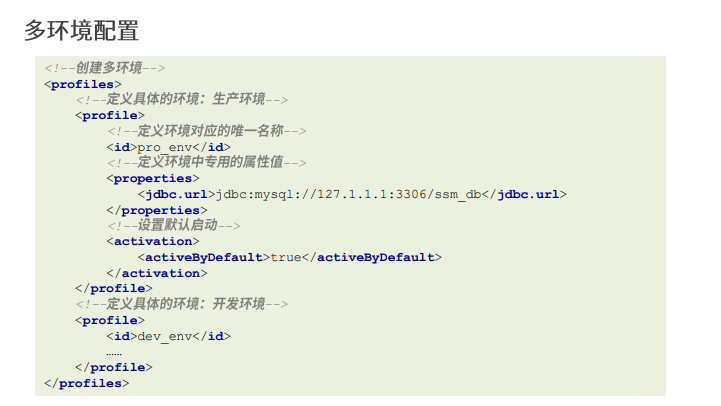 多环境配置
<!--创建多环境-->
<profiles>
    <!--定义具体的环境：生产环境-->
    <profile>
        <!--定义环境对应的唯一名称-->
        <id>pro_env</id>
        <!--定义环境中专用的属性值-->
        <properties>
            <jdbc.url>jdbc:mysql://127.1.1.1:3306/ssm_db</jdbc.url>
        </properties>
        <!--设置默认启动-->
        <activation>
            <activeByDefault>true</activeByDefault>
        </activation>
    </profile>
    <!--定义具体的环境：开发环境-->
    <profile>
        <id>dev_env</id>
        ……
    </profile>
</profiles>